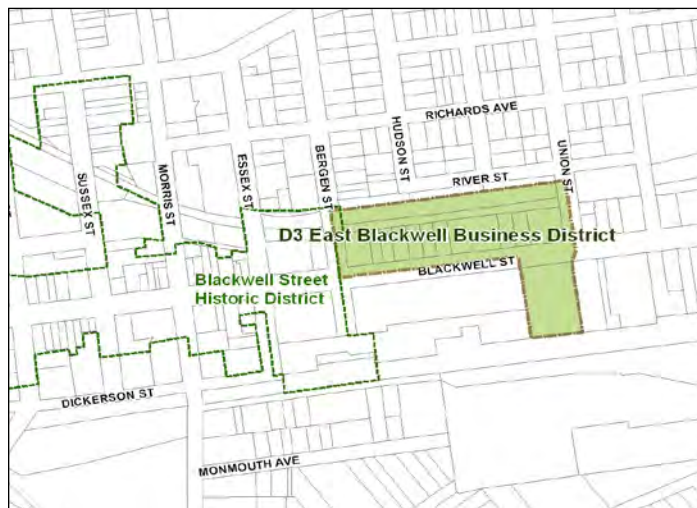 RICHARDS AVE
HUDSON ST
UNION ST
BERGEN ST
ESSEX ST
MORRIS ST
SUSSEX ST
RIVER ST
D3 East Blackwell Business District
BLACKWELL ST
Blackwell Street
Historic District
DICKERSON ST
MONMOUTH AVE